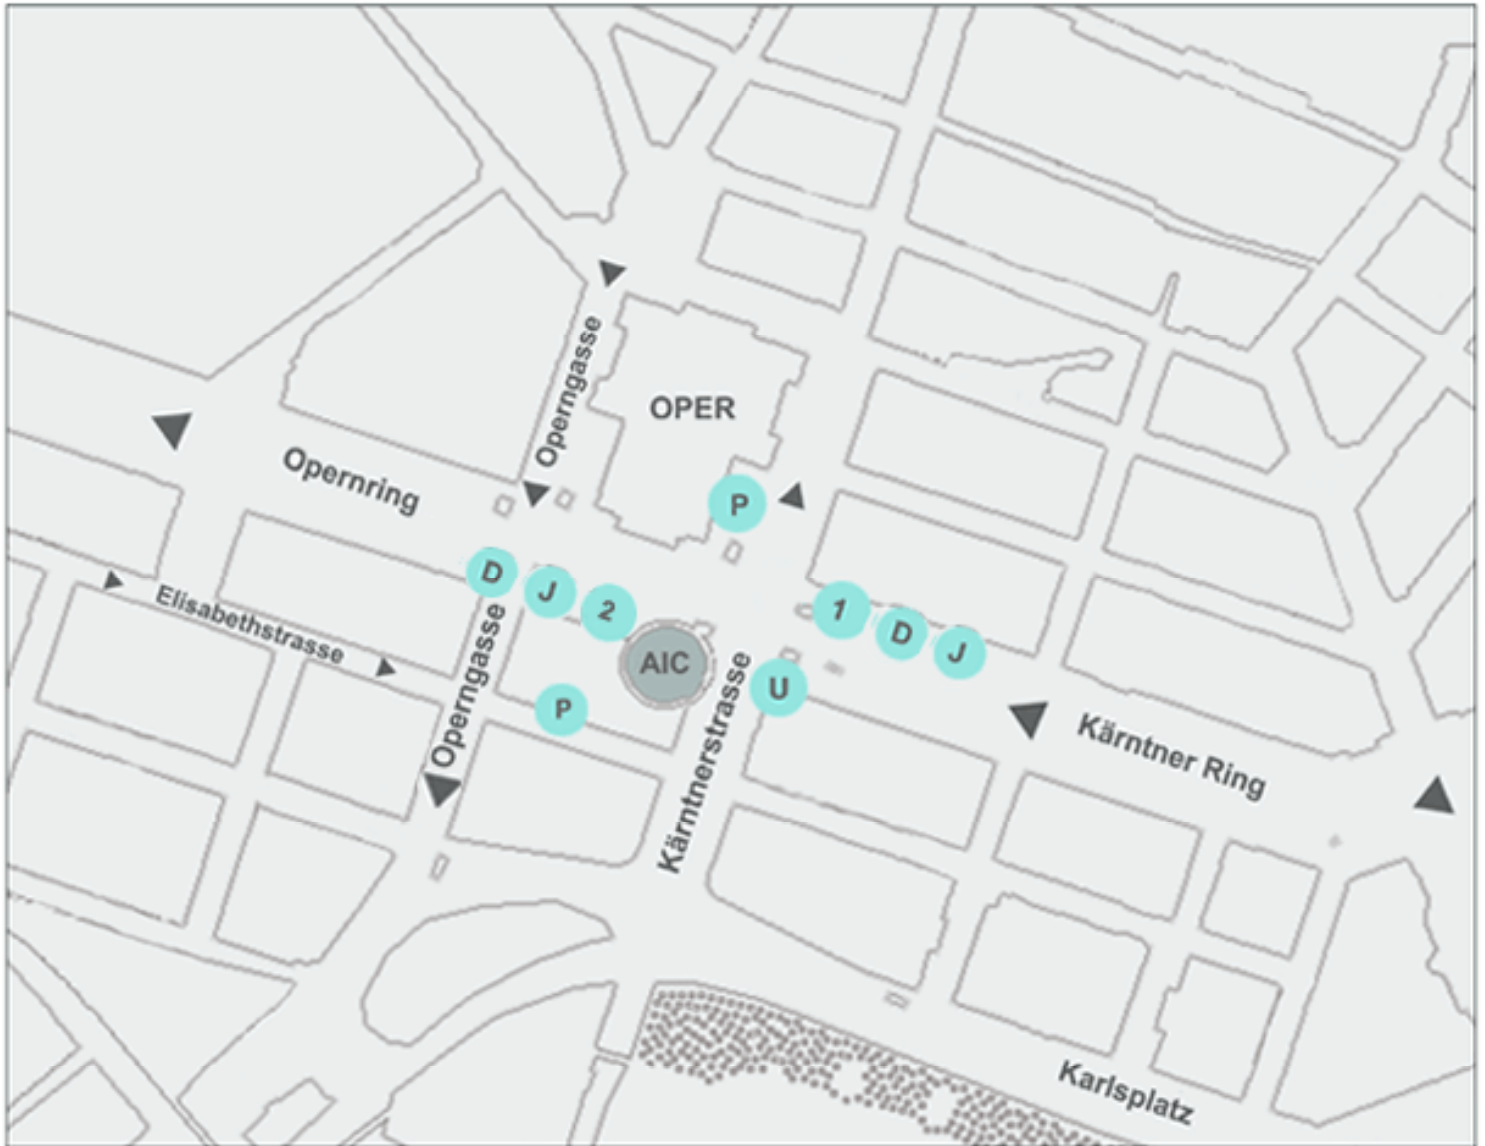 Operngasse
OPER
Opernring
P
D
J
2
1
D
J
Elisabethstrasse
Operngasse
AIC
U
P
Kärntnerstrasse
Kärntner Ring
Karlsplatz